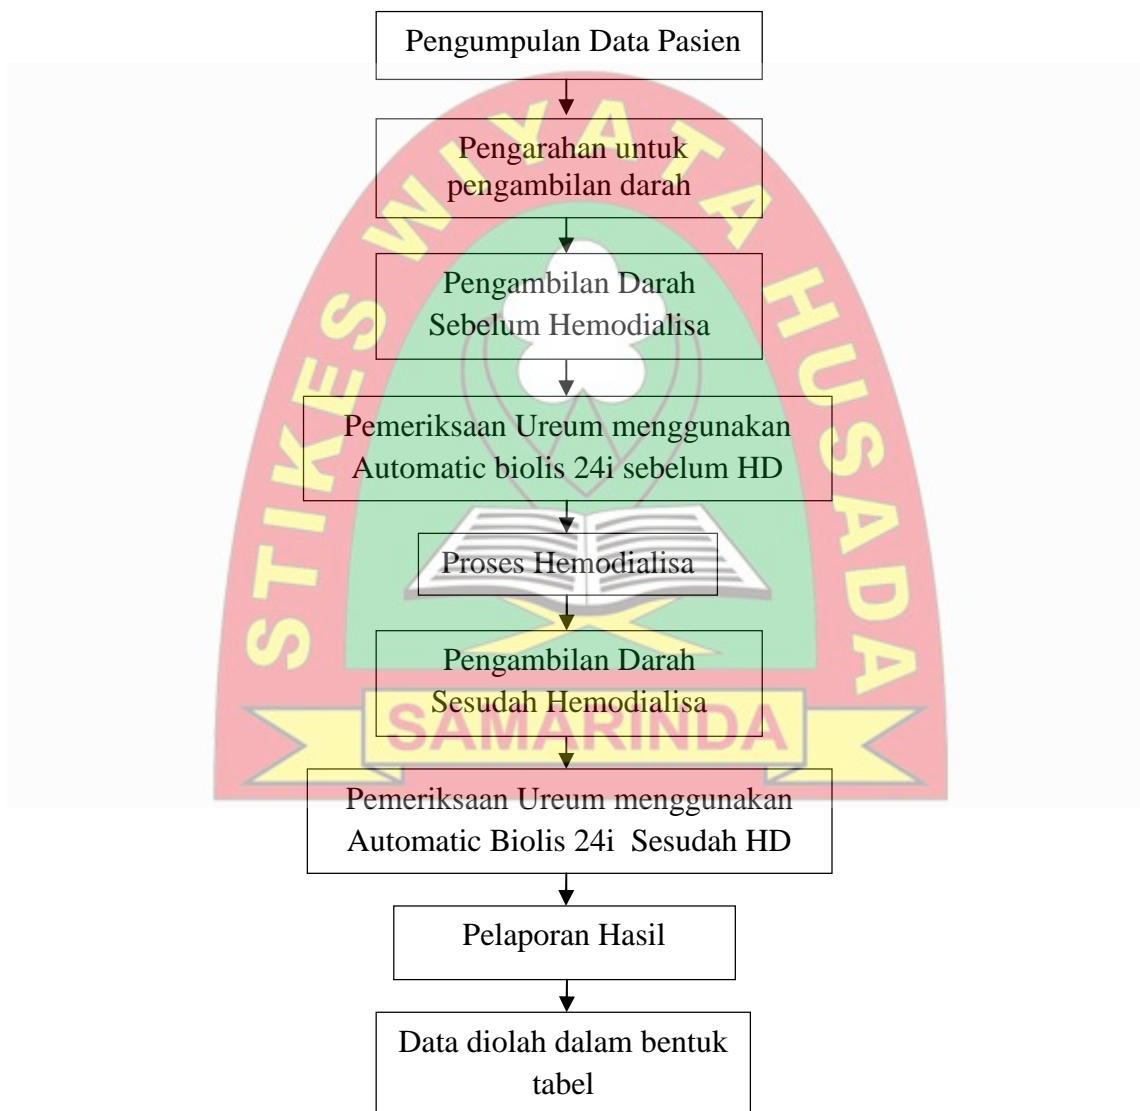 Pengumpulan Data Pasien
Pengarahan untuk
pengambilan darah
Pengambilan Darah
Sebelum Hemodialisa
Pemeriksaan Ureum menggunakan
Automatic biolis 24i sebelum HD
Proses Hemodialisa
Pengambilan Darah
Sesudah Hemodialisa
Pemeriksaan Ureum menggunakan
Automatic Biolis 24i  Sesudah HD
Pelaporan Hasil
Data diolah dalam bentuk
tabel
STIKES WIYATA HUSADA
SAMARINDA